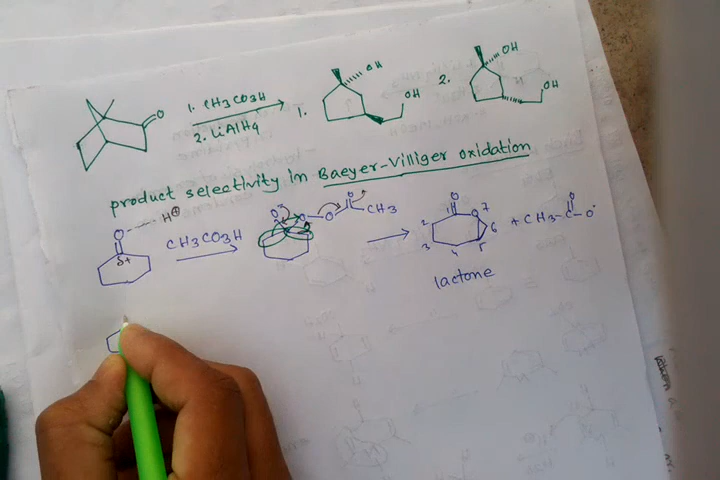 O 1. CH3CO3H 1. OH OH 2. OH OH
2. LiAlH4
product selectivity in Baeyer-Villiger oxidation
O H⊕ CH3CO3H O O-O O CH3 O 7 + CH3-C-O
δ+ 1 2 3 4 5 6
lactone